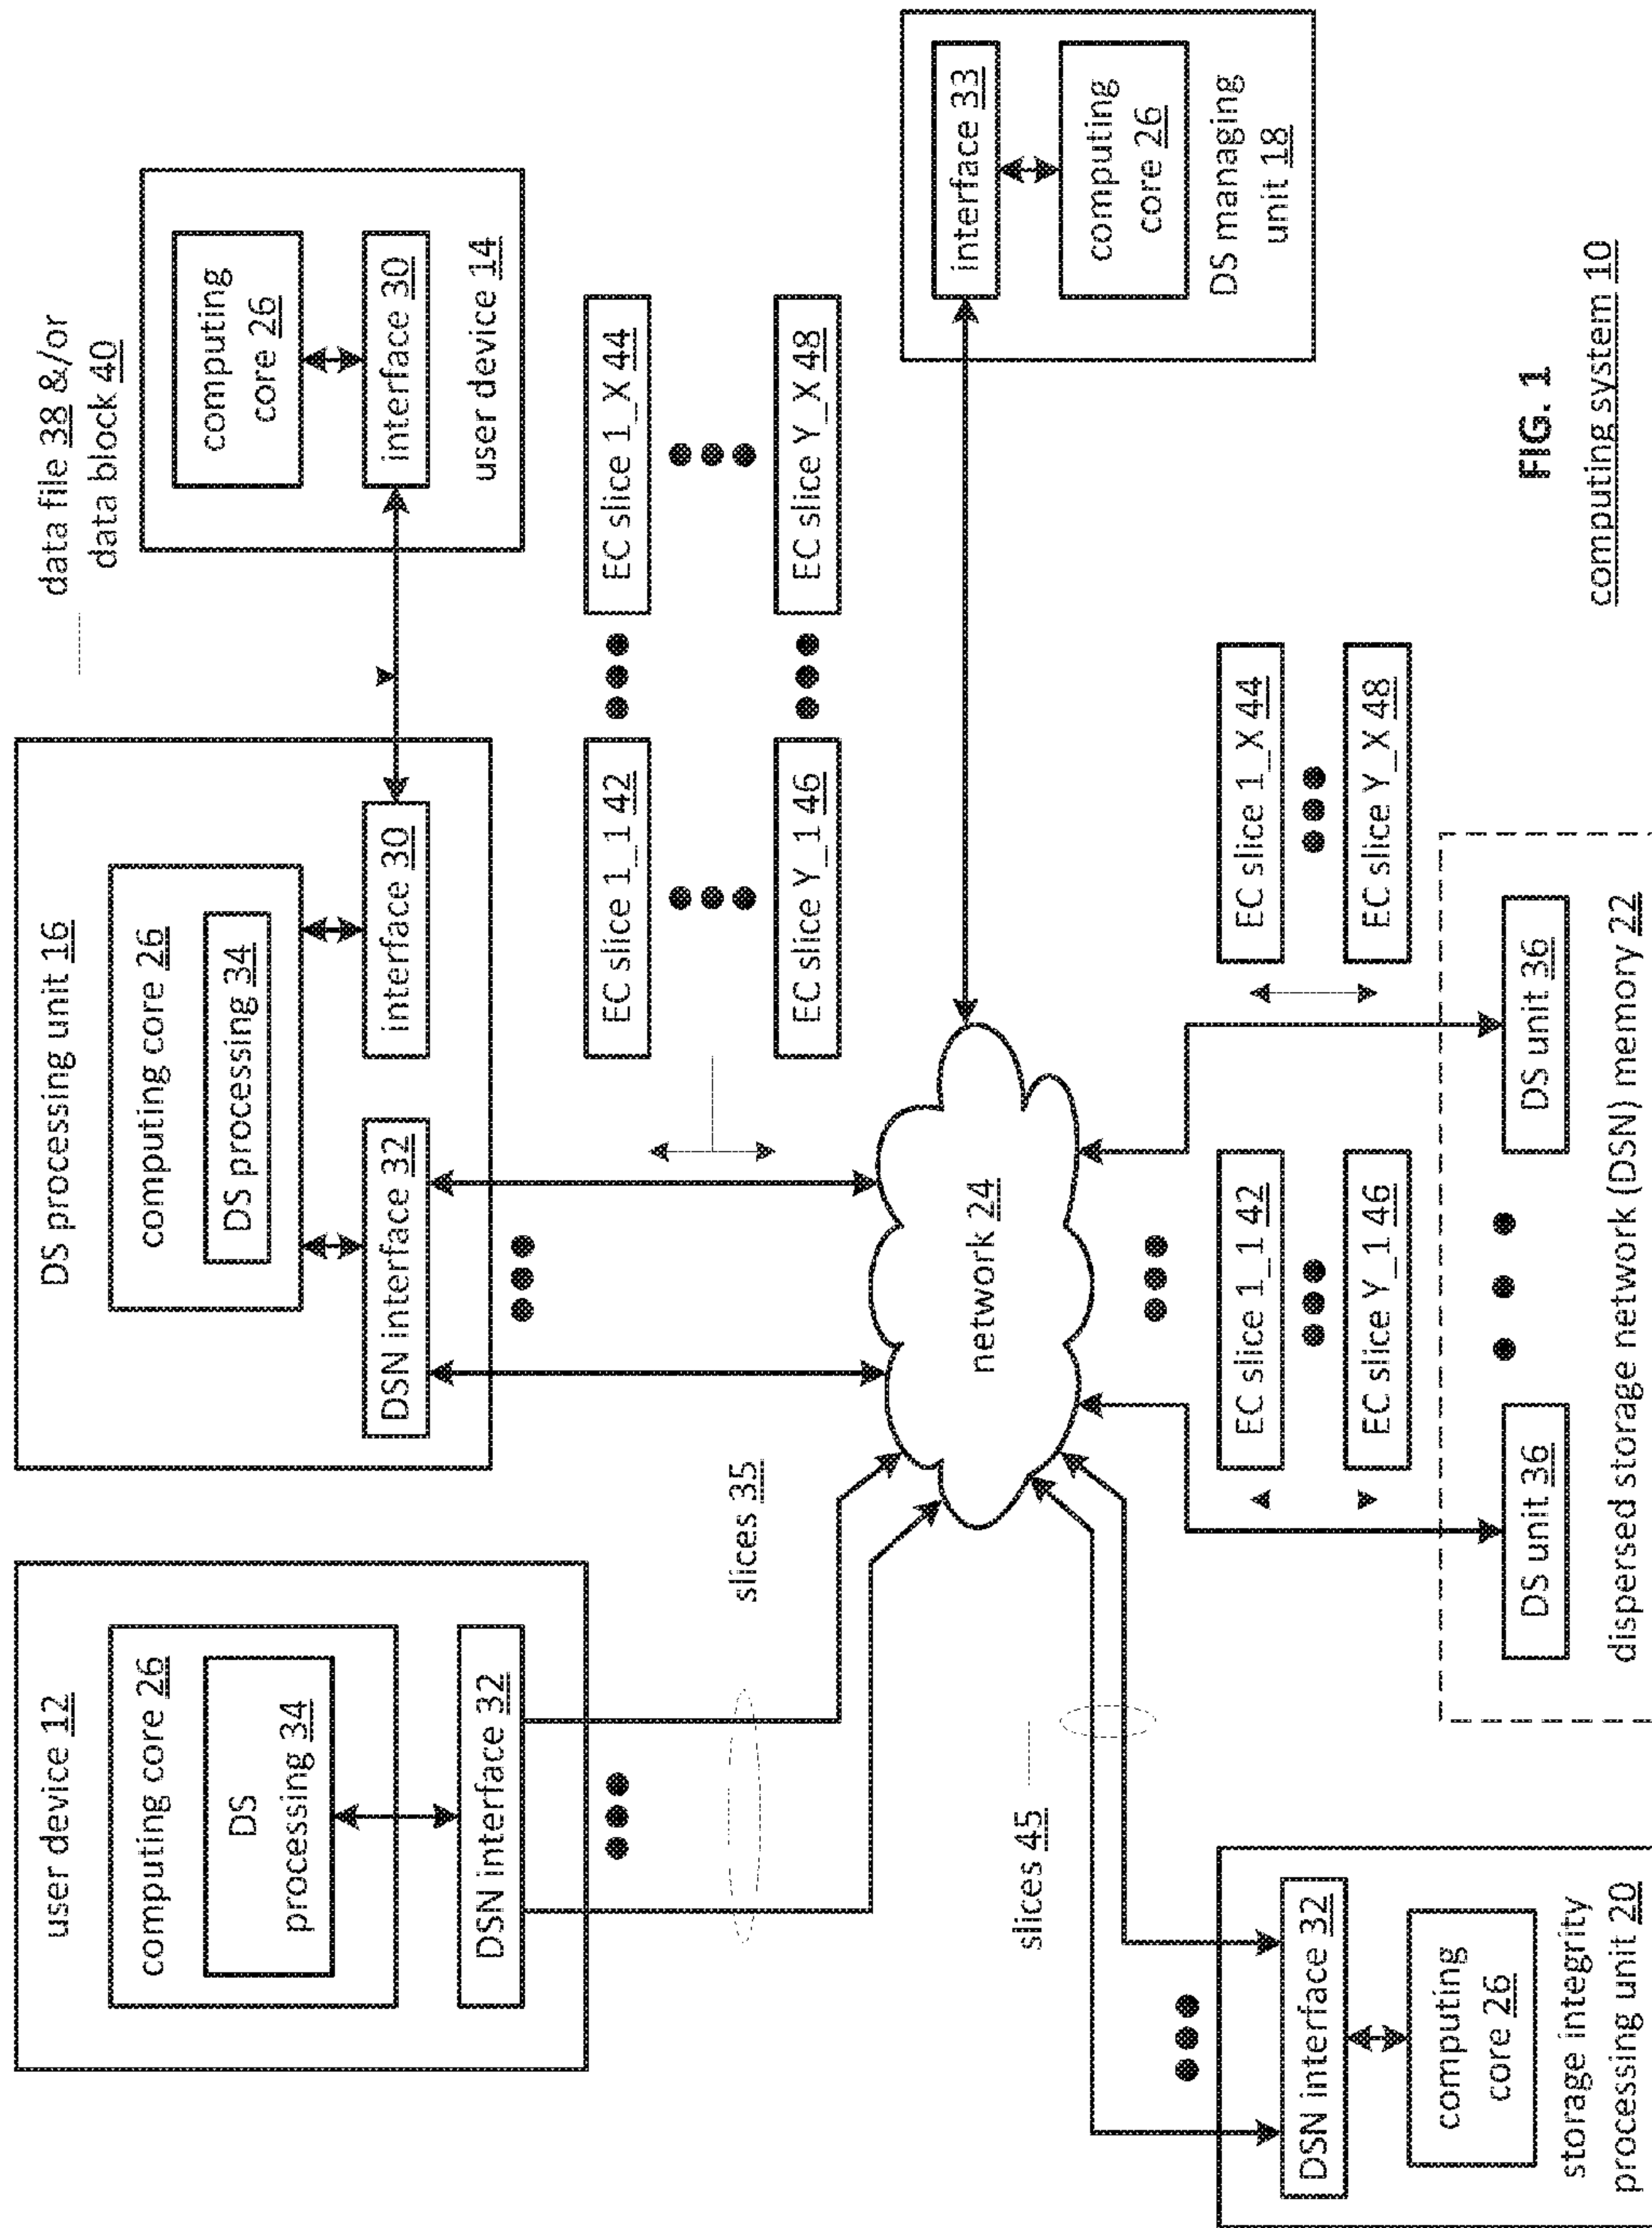 user device 12
computing core 26
DS
processing 34
DSN interface 32
DS processing unit 16
computing core 26
DS processing 34
DSN interface 32
interface 30
data file 38 &/or
data block 40
computing
core 26
interface 30
user device 14
slices 35
EC slice 1_1 42
EC slice 1_X 44
EC slice Y_1 46
EC slice Y_X 48
network 24
interface 33
computing
core 26
DS managing
unit 18
slices 45
DSN interface 32
computing
core 26
storage integrity
processing unit 20
EC slice 1_1 42
EC slice Y_1 46
EC slice 1_X 44
EC slice Y_X 48
DS unit 36
DS unit 36
dispersed storage network (DSN) memory 22
FIG. 1
computing system 10